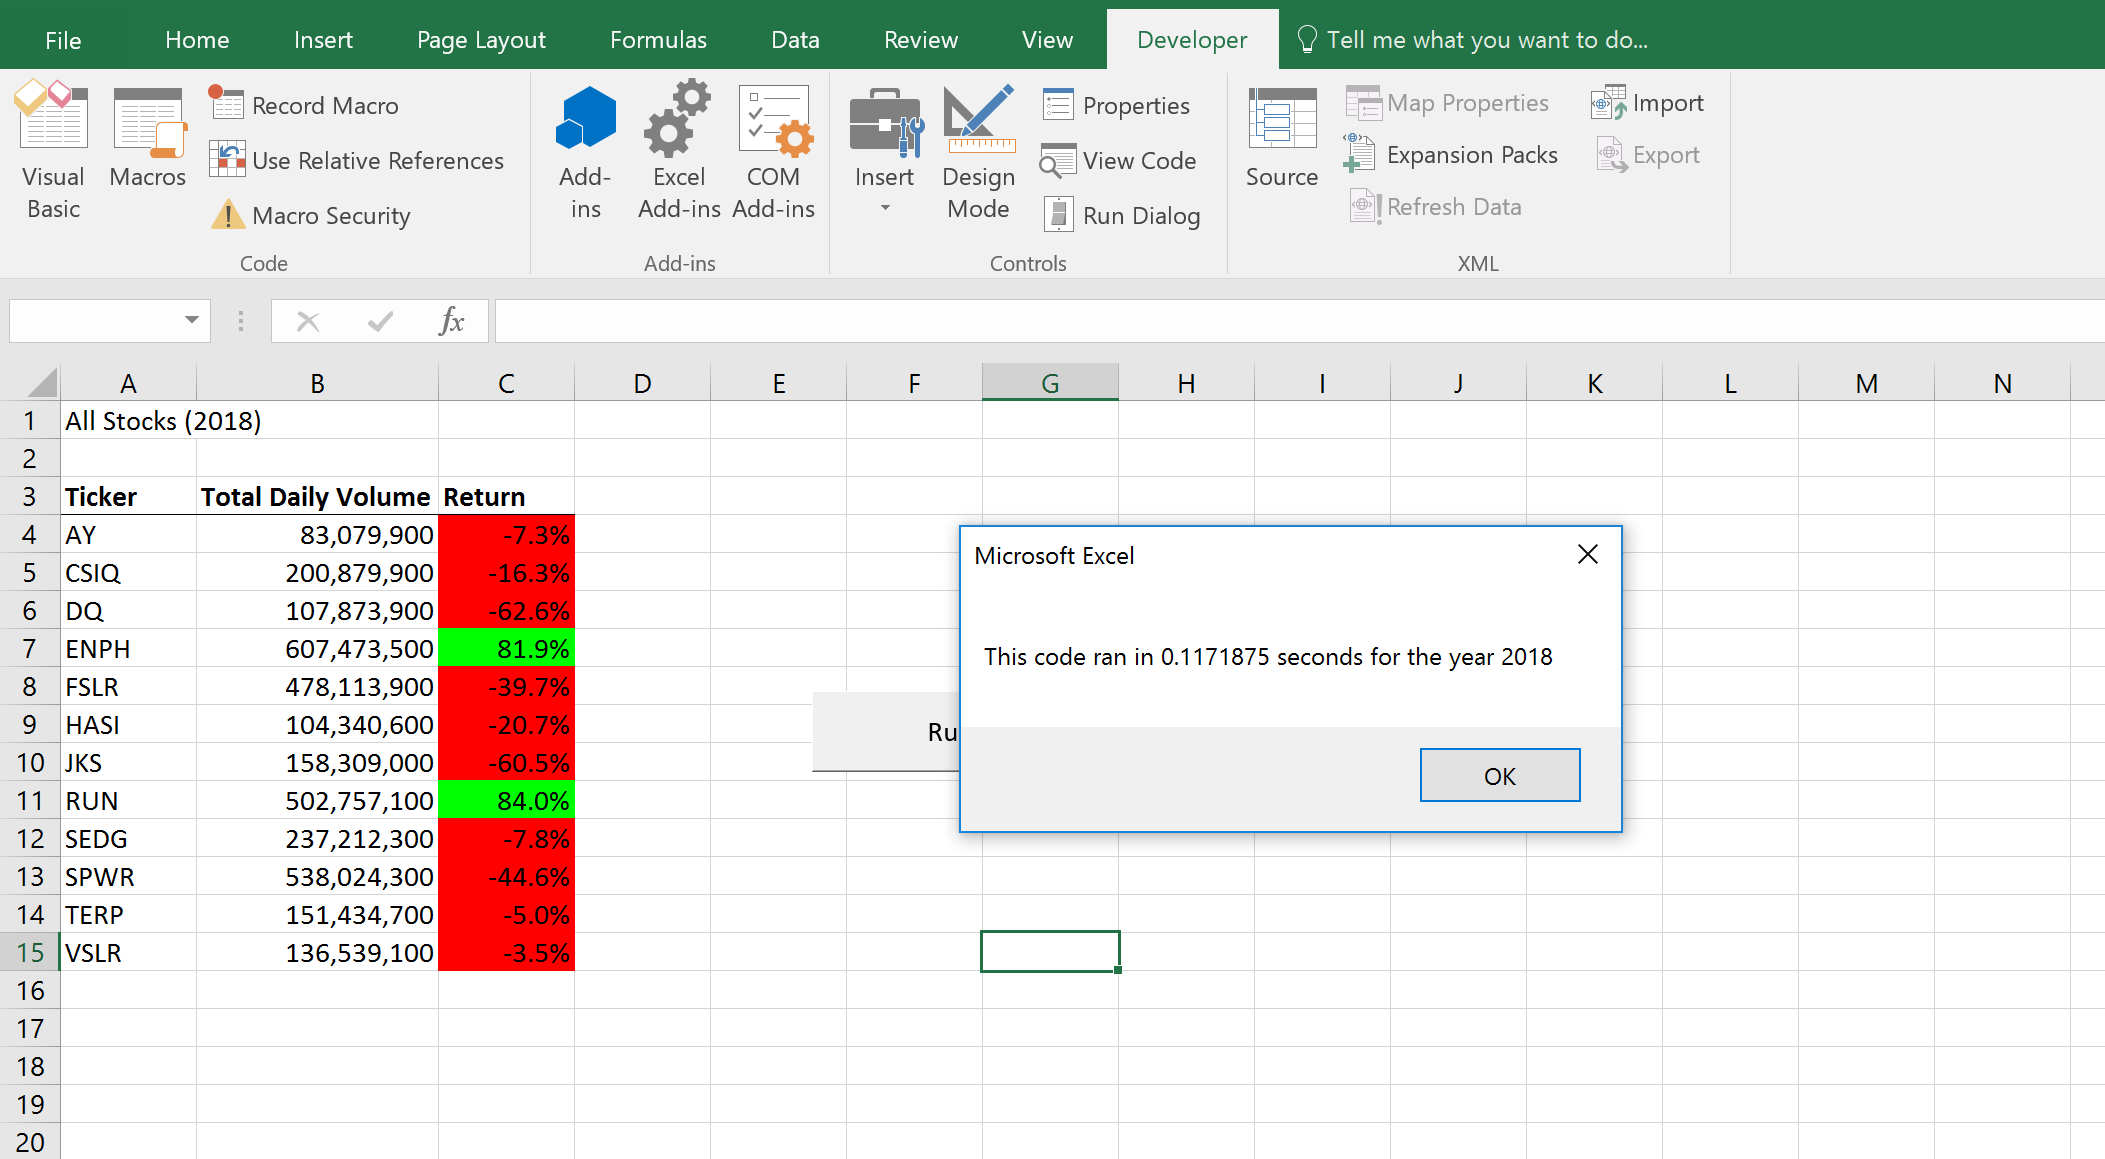 File Home Insert Page Layout Formulas Data Review View Developer Tell me what you want to do...
Visual Basic
Macros
Record Macro
Use Relative References
Macro Security
Code
Add-ins
Excel Add-ins
COM Add-ins
Add-ins
Insert
Design Mode
Properties
View Code
Run Dialog
Controls
Source
Map Properties
Expansion Packs
Refresh Data
Import
Export
XML
fx
A B C D E F G H I J K L M N
1 All Stocks (2018)
2
3 Ticker Total Daily Volume Return
4 AY 83,079,900 -7.3%
5 CSIQ 200,879,900 -16.3%
6 DQ 107,873,900 -62.6%
7 ENPH 607,473,500 81.9%
8 FSLR 478,113,900 -39.7%
9 HASI 104,340,600 -20.7%
10 JKS 158,309,000 -60.5%
11 RUN 502,757,100 84.0%
12 SEDG 237,212,300 -7.8%
13 SPWR 538,024,300 -44.6%
14 TERP 151,434,700 -5.0%
15 VSLR 136,539,100 -3.5%
16
17
18
19
20
Ru
Microsoft Excel
This code ran in 0.1171875 seconds for the year 2018
OK